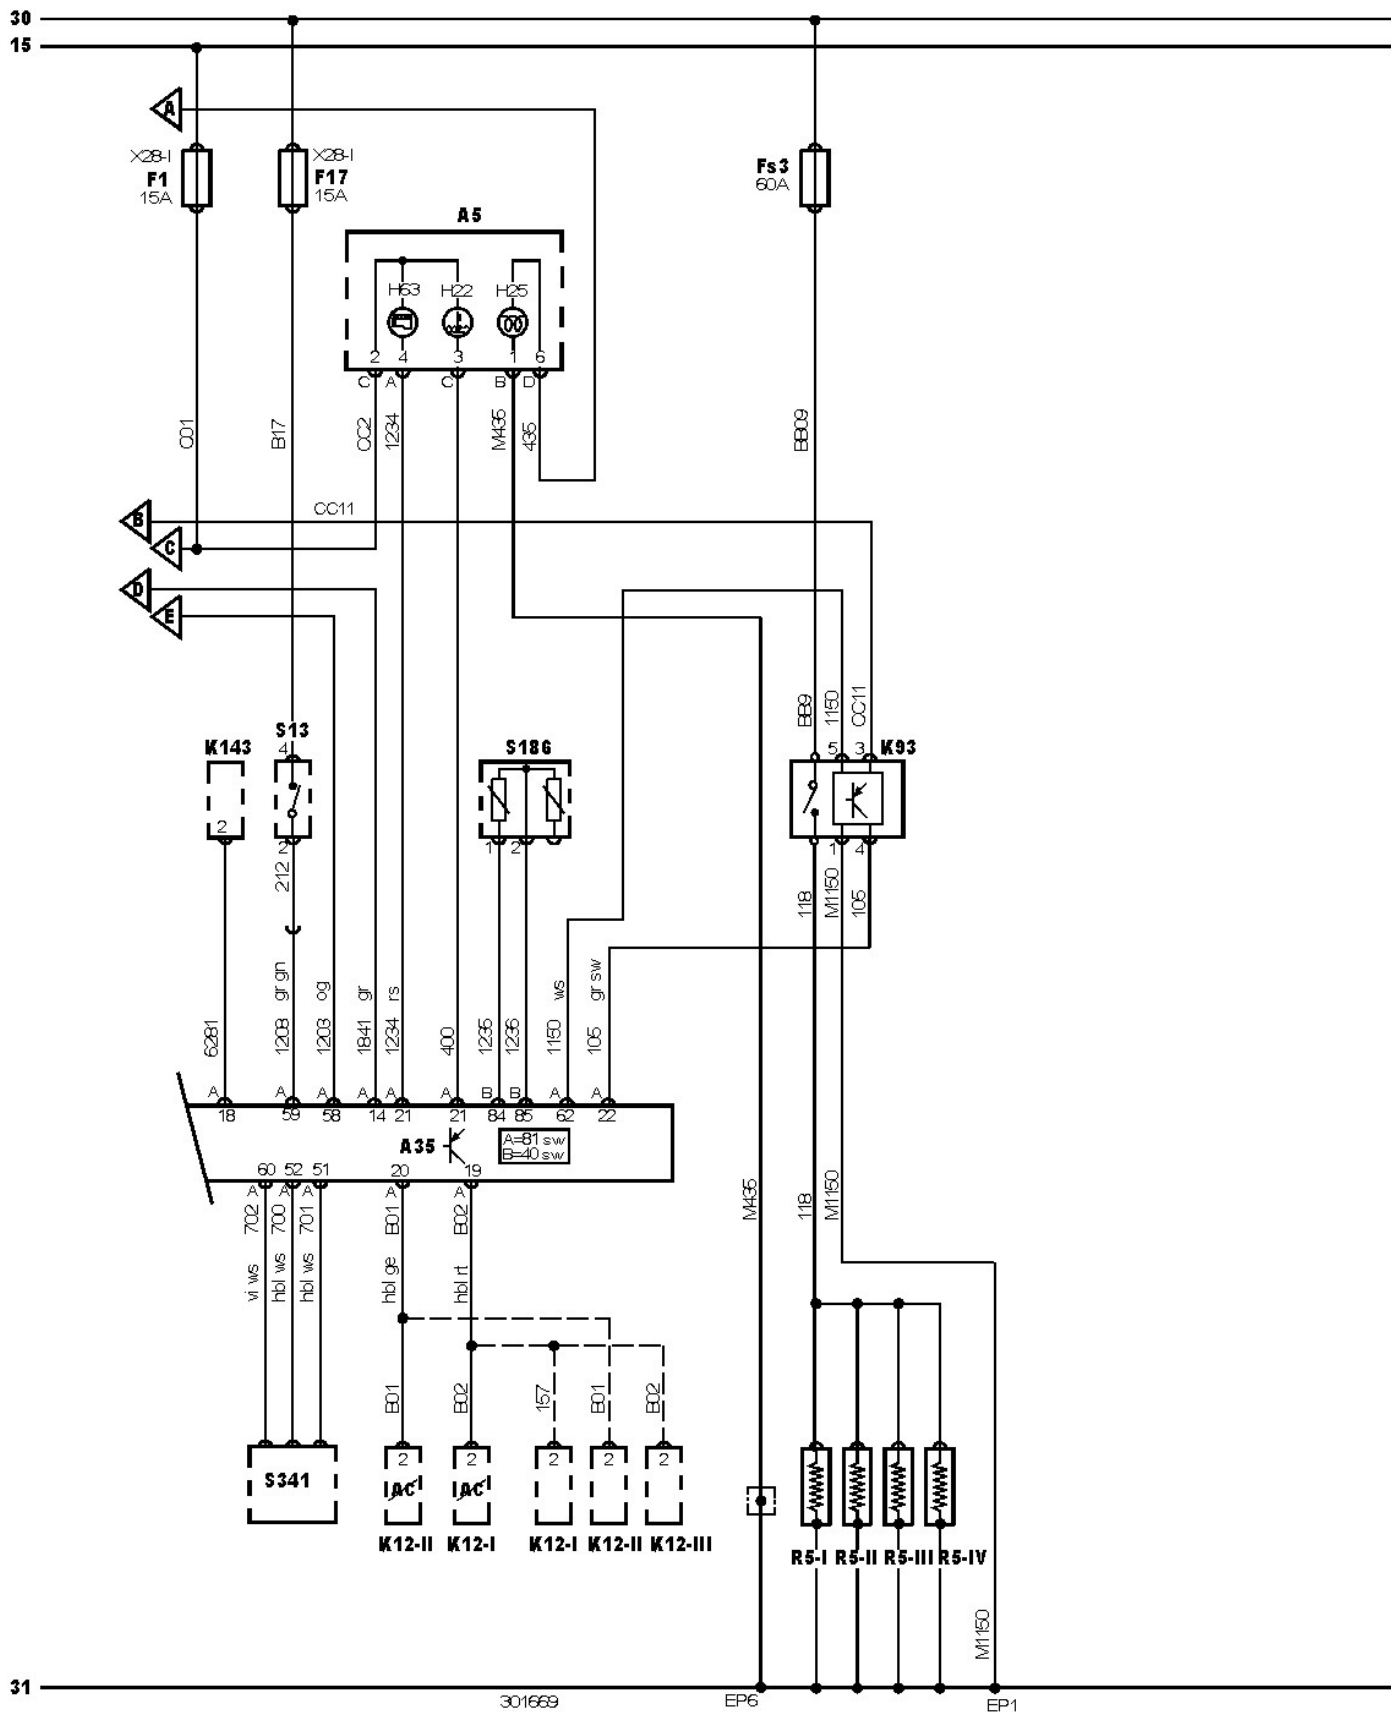 30
15
A
X28-I
F1
15A
X28-I
F17
15A
Fs3
60A
A5
H63 H22 H25
2 4 3 1 6
C A C B D
C01
B17
CC2
1234
M435
435
BB09
B
CC11
C
D
E
BB9
1150
CC11
K143
S13
4
S186
5 3 K93
2
2
1 2
1 4
212
118
M1150
105
gr gn
og
gr
rs
ws
gr sw
6281
1208
1203
1841
1234
400
1235
1236
1150
105
A A A A A A B B A A
18 59 58 14 21 21 84 85 62 22
A35
A=81 sw
B=40 sw
60 52 51 20 19
A A A A A
702
700
701
B01
B02
M435
118
M1150
vi ws
hbl ws
hbl ws
hbl ge
hbl rt
B01
B02
157
B01
B02
S341
2 2 2 2 2
AC AC
K12-II K12-I K12-I K12-II K12-III
R5-I R5-II R5-III R5-IV
M1150
31
301669
EP6
EP1